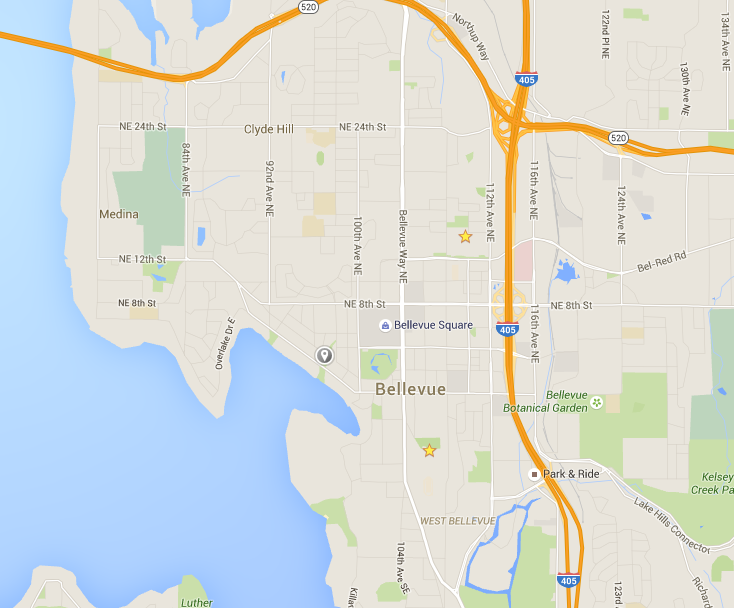 520
Northup Way
122nd Pl NE
134th Ave NE
405
130th Ave NE
NE 24th St
Clyde Hill
NE 24th St
520
84th Ave NE
92nd Ave NE
112th Ave NE
116th Ave NE
124th Ave NE
Medina
100th Ave NE
Bellevue Way NE
NE 12th St
Bel-Red Rd
NE 8th St
NE 8th St
NE 8th St
Overlake Dr E
Bellevue Square
405
116th Ave NE
Bellevue
Bellevue
Botanical Garden
Park & Ride
Kelsey
Creek Pa
Lake Hills Connector
WEST BELLEVUE
104th Ave SE
405
Luther
123rd
Richard